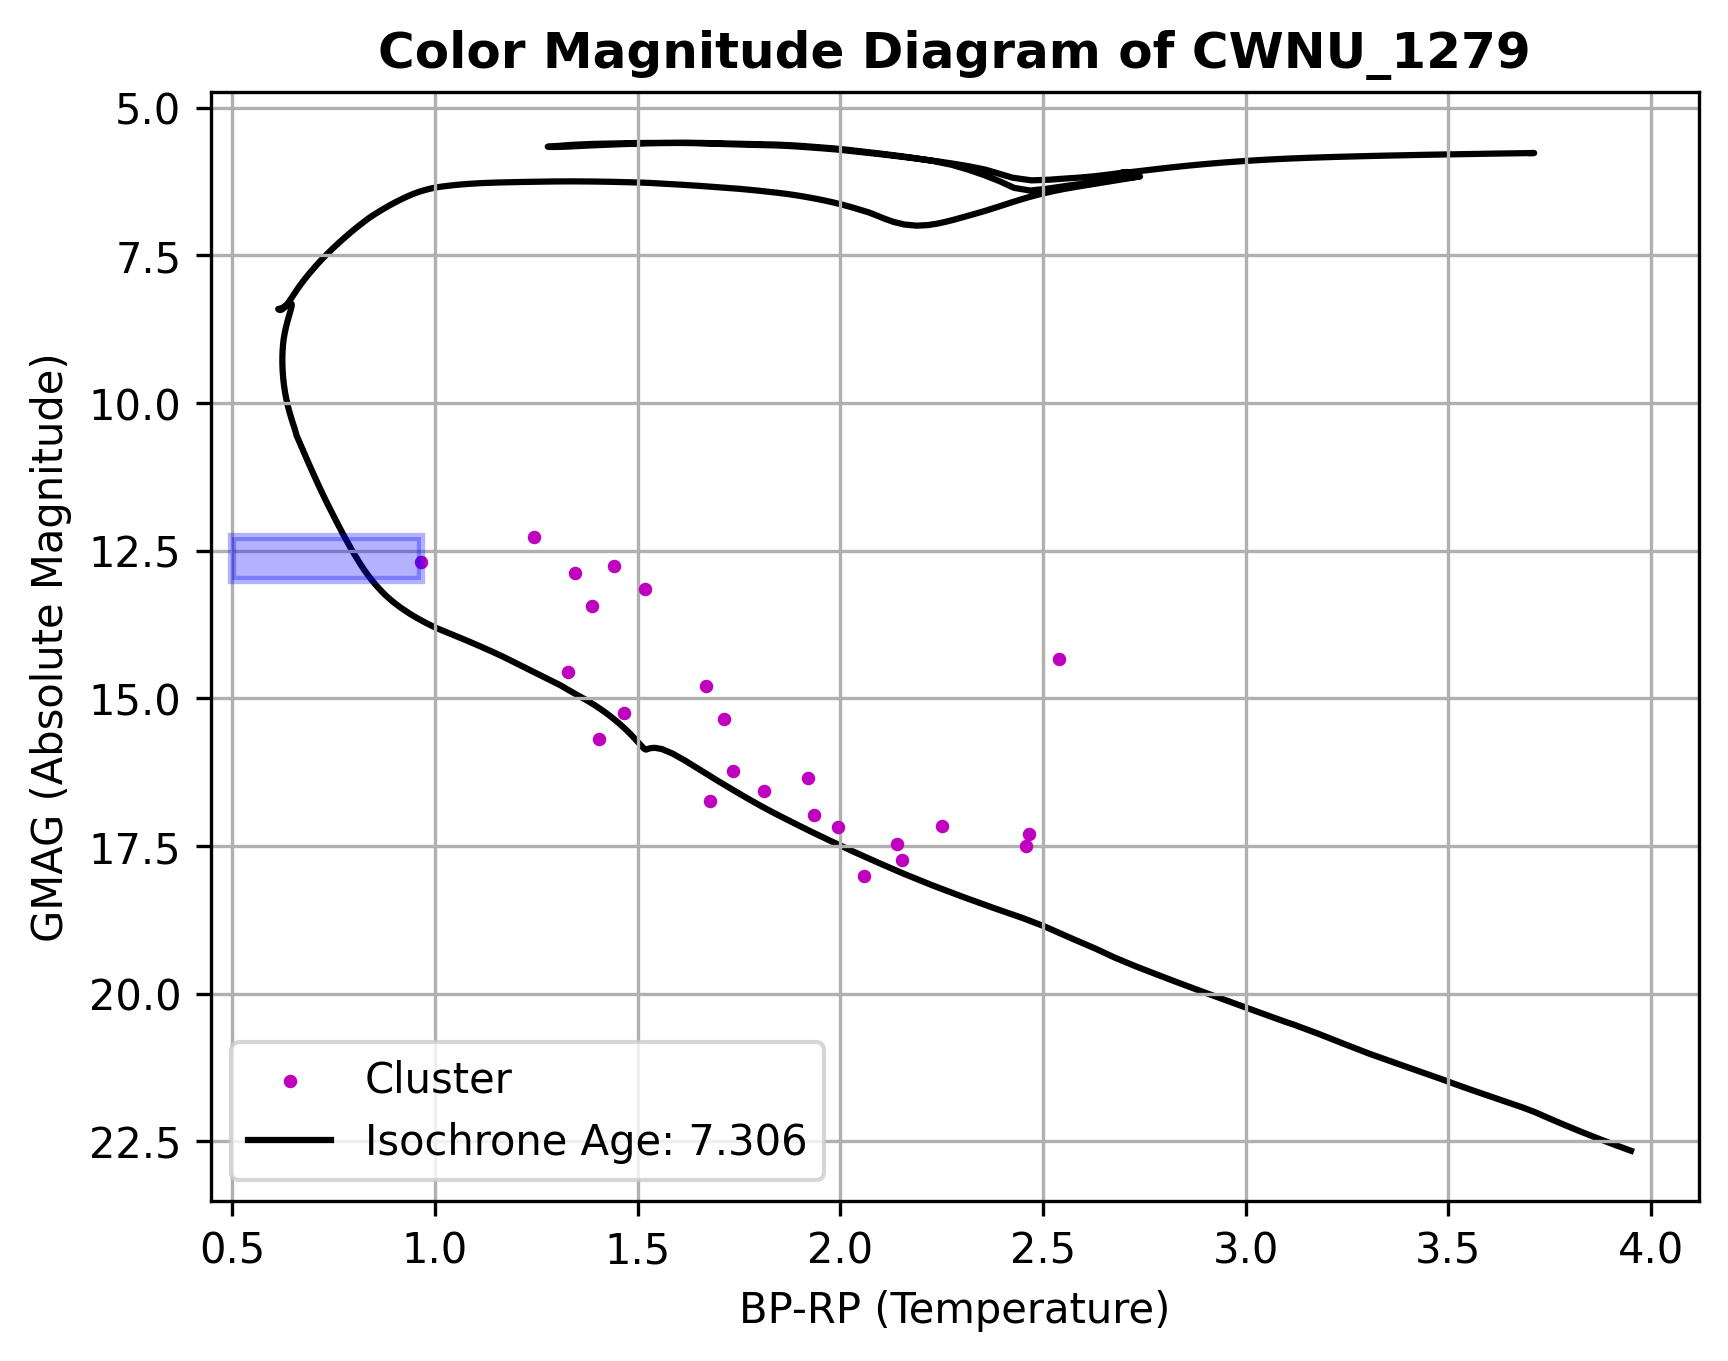 Color Magnitude Diagram of CWNU_1279
GMAG (Absolute Magnitude)
5.0
7.5
10.0
12.5
15.0
17.5
20.0
22.5
Cluster
Isochrone Age: 7.306
0.5 1.0 1.5 2.0 2.5 3.0 3.5 4.0
BP-RP (Temperature)